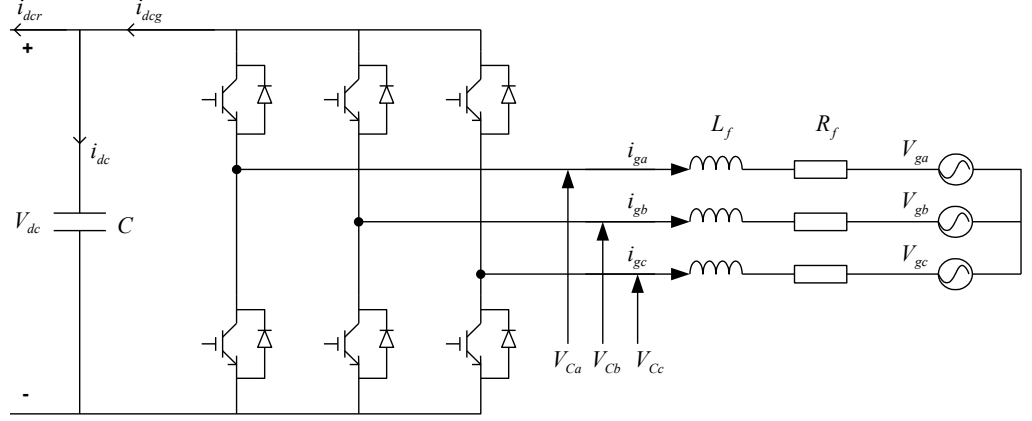 i_dcr i_dcg
+
L_f R_f
i_dc i_ga V_ga
V_dc C i_gb V_gb
i_gc V_gc
V_Ca V_Cb V_Cc
-